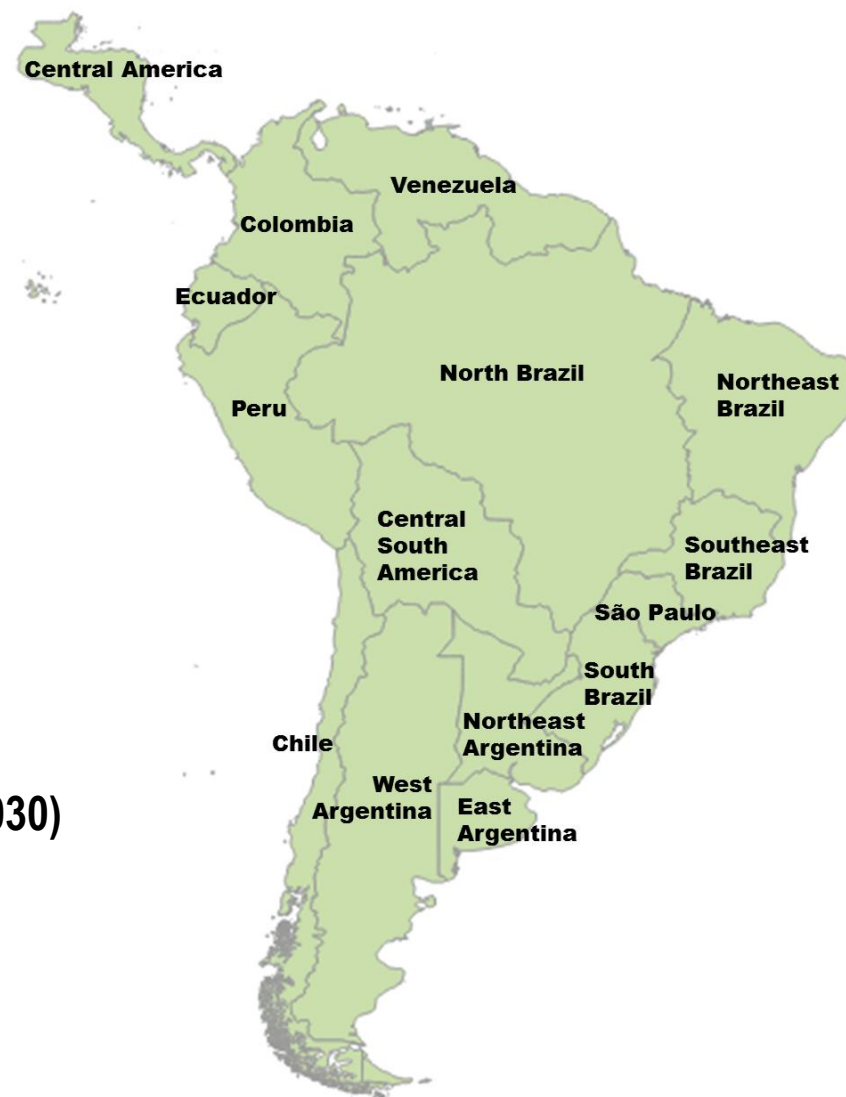 Central America
Venezuela
Colombia
Ecuador
North Brazil
Northeast
Brazil
Peru
Central
South
America
Southeast
Brazil
São Paulo
South
Brazil
Northeast
Argentina
Chile
West
Argentina
East
Argentina
030)